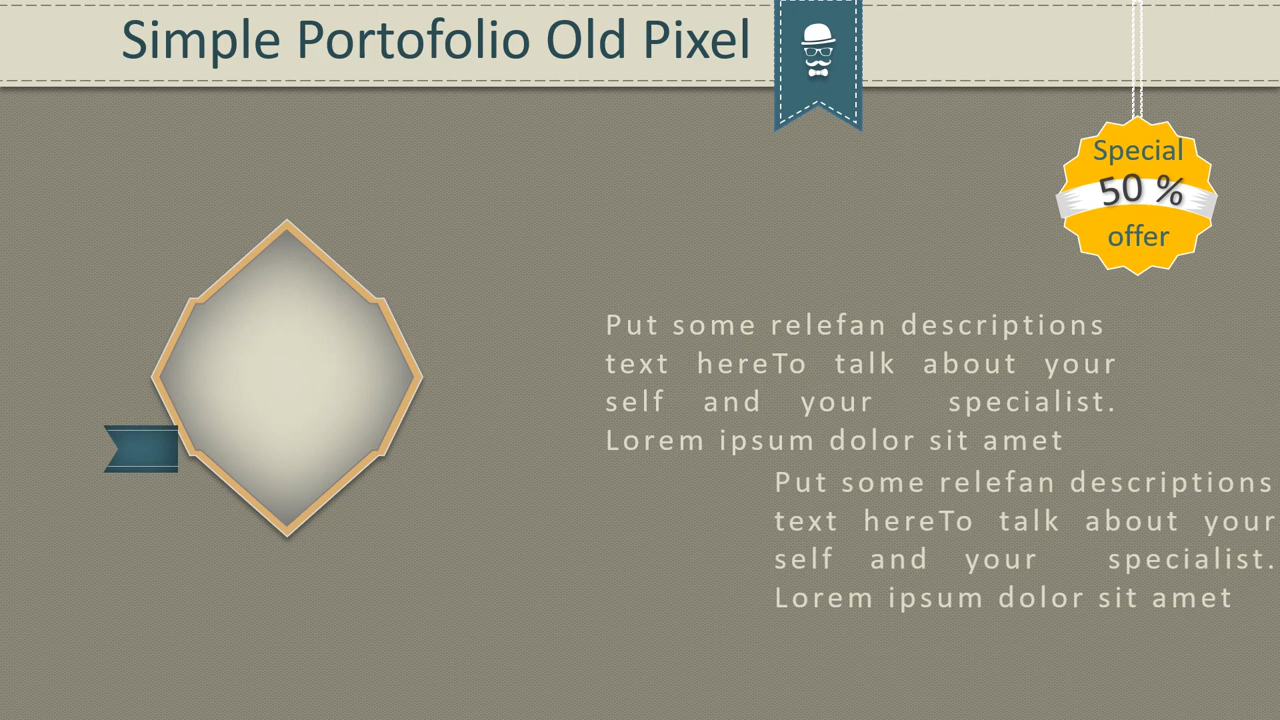 Simple Portofolio Old Pixel
Special
50 %
offer
Put some relefan descriptions
text hereTo talk about your
self and your specialist.
Lorem ipsum dolor sit amet
Put some relefan descriptions
text hereTo talk about your
self and your specialist.
Lorem ipsum dolor sit amet